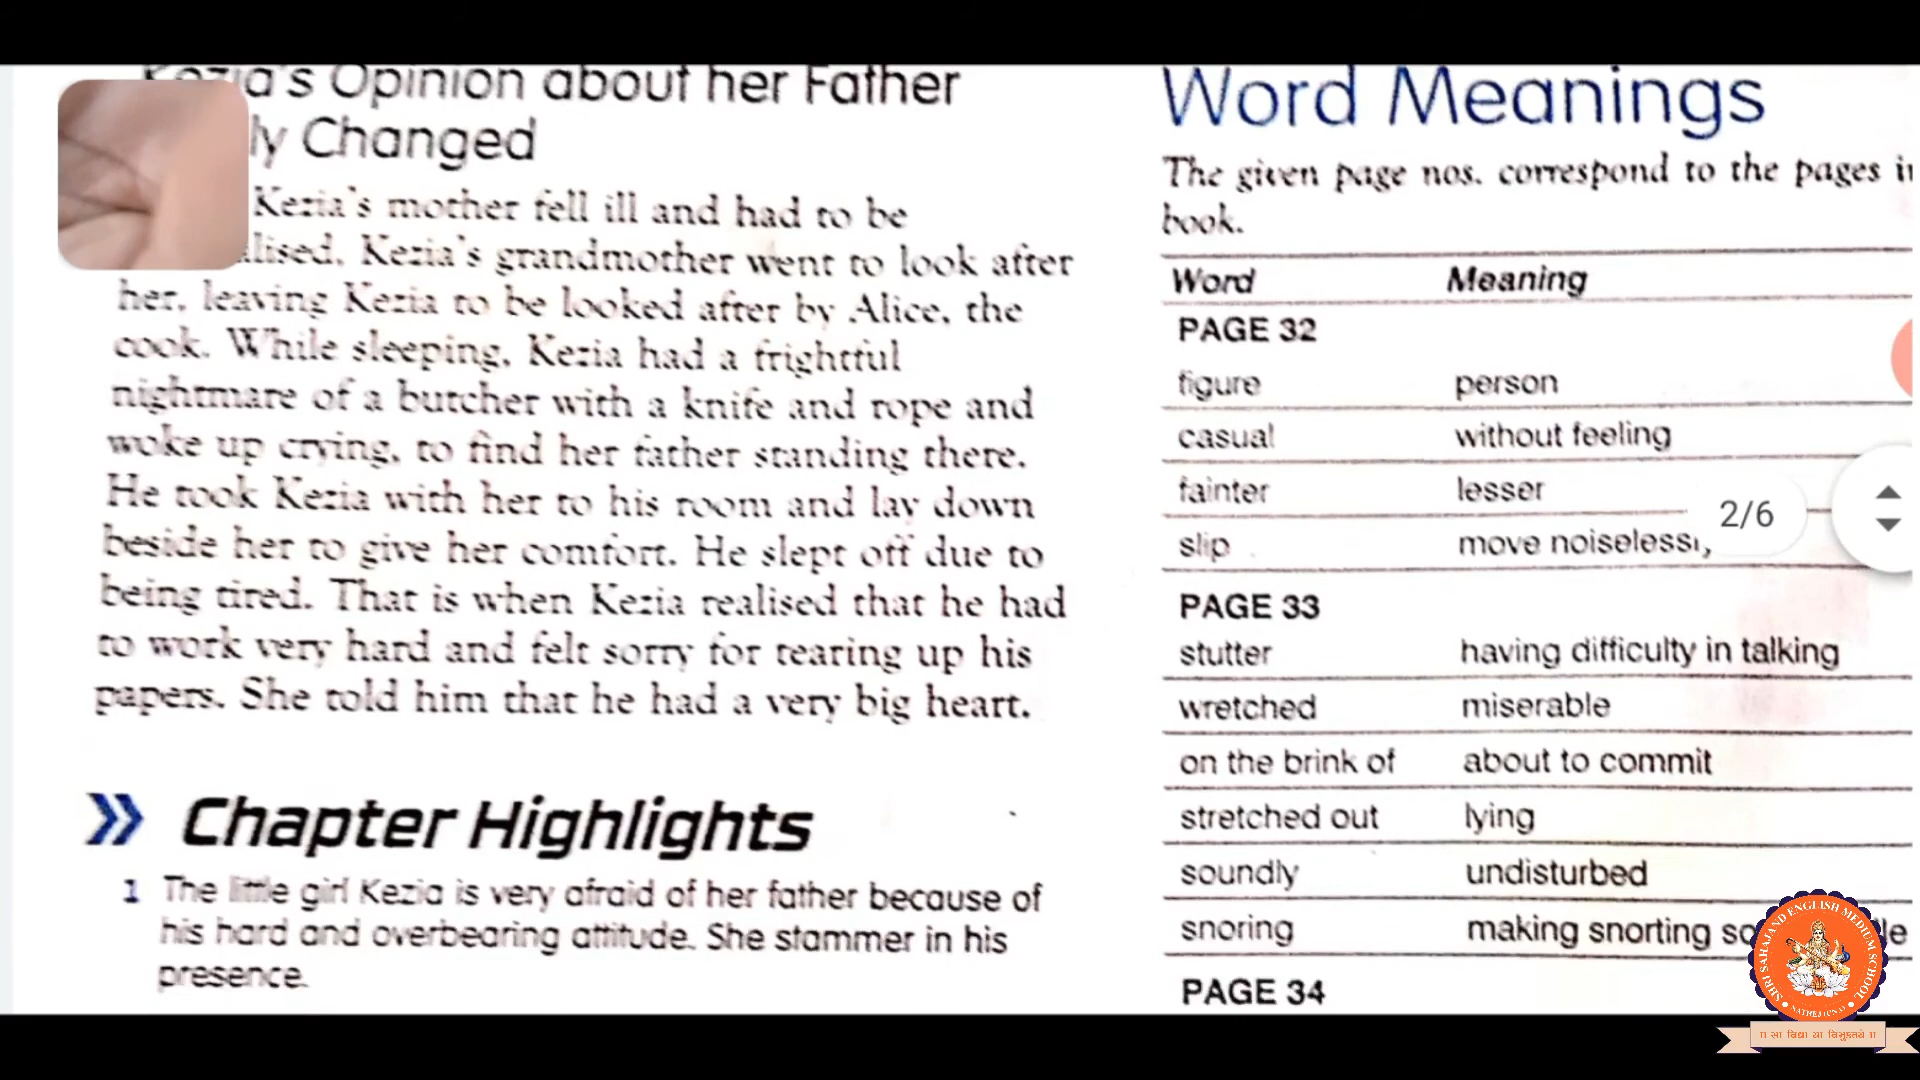 Kezia's Opinion about her Father
ly Changed
Kezia's mother fell ill and had to be
lised, Kezia's grandmother went to look after
her, leaving Kezia to be looked after by Alice, the
cook. While sleeping, Kezia had a frightful
nightmare of a butcher with a knife and rope and
woke up crying, to find her father standing there.
He took Kezia with her to his room and lay down
beside her to give her comfort. He slept off due to
being tired. That is when Kezia realised that he had
to work very hard and felt sorry for tearing up his
papers. She told him that he had a very big heart.
» Chapter Highlights
1 The little girl Kezia is very afraid of her father because of
his hard and overbearing attitude. She stammer in his
presence.
Word Meanings
The given page nos. correspond to the pages in
book.
Word Meaning
PAGE 32
figure person
casual without feeling
fainter lesser
slip move noiselessly
2/6
PAGE 33
stutter having difficulty in talking
wretched miserable
on the brink of about to commit
stretched out lying
soundly undisturbed
snoring making snorting
PAGE 34
SHRI SAHAJANAND ENGLISH MEDIUM SCHOOL
॥ सा विद्या या विमुक्तये ॥